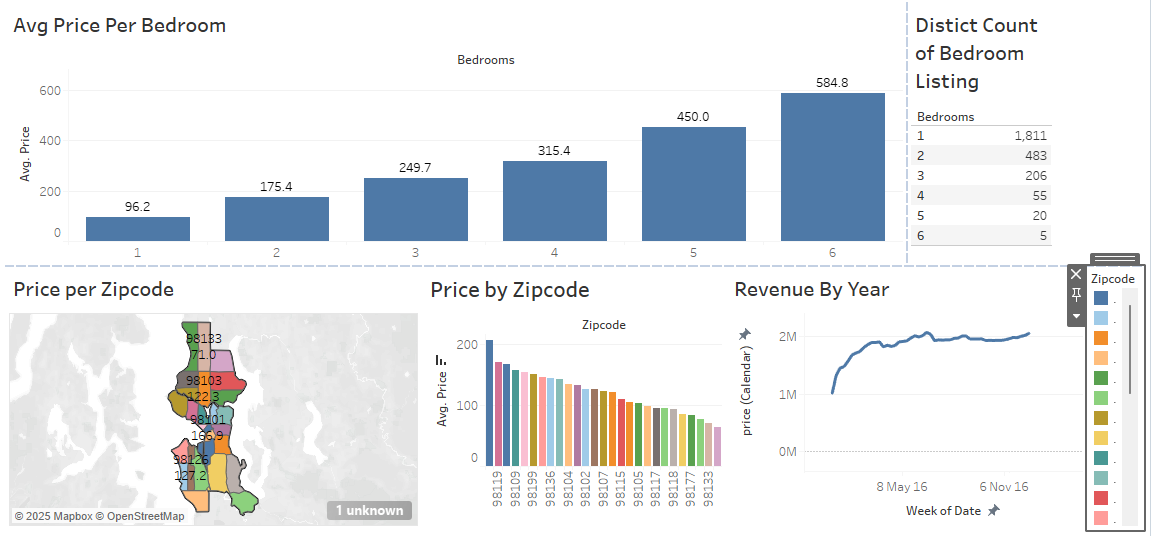 Avg Price Per Bedroom
Bedrooms
Avg. Price
600
400
200
0
96.2
175.4
249.7
315.4
450.0
584.8
1
2
3
4
5
6
Distict Count
of Bedroom
Listing
Bedrooms
1 1,811
2 483
3 206
4 55
5 20
6 5
Price per Zipcode
98133
71.0
98103
122.3
98101
166.9
98126
127.2
1 unknown
© 2025 Mapbox © OpenStreetMap
Price by Zipcode
Zipcode
Avg. Price
200
100
0
98119
98109
98199
98136
98104
98102
98107
98115
98105
98117
98118
98177
98133
Revenue By Year
price (Calendar)
2M
1M
0M
8 May 16
6 Nov 16
Week of Date
Zipcode